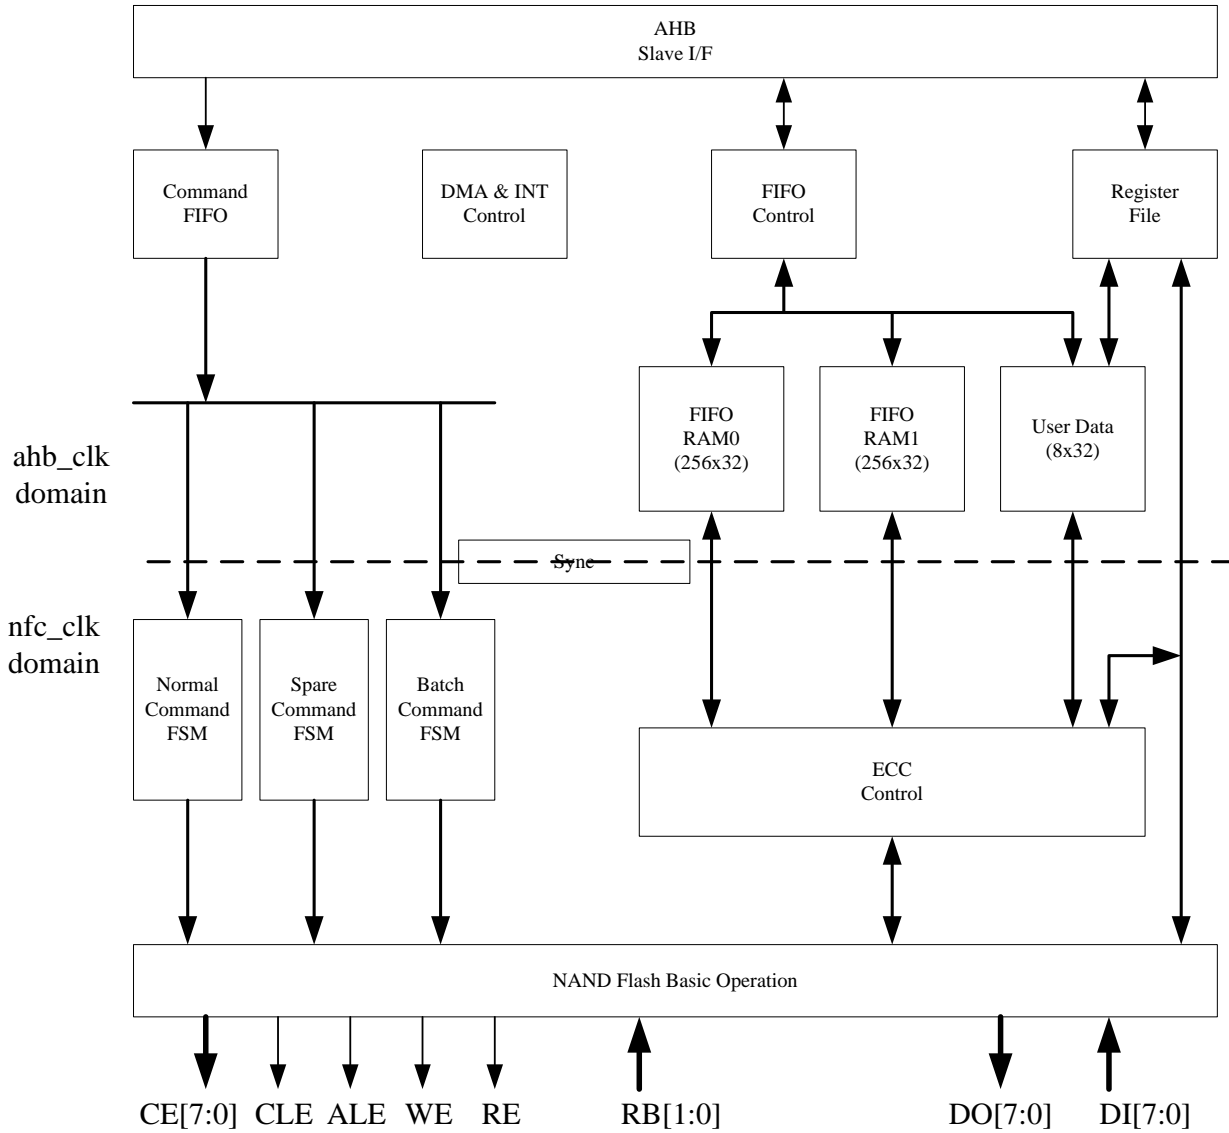 AHB
Slave I/F
Command
FIFO
DMA & INT
Control
FIFO
Control
Register
File
FIFO
RAM0
(256x32)
FIFO
RAM1
(256x32)
User Data
(8x32)
ahb_clk
domain
Sync
nfc_clk
domain
Normal
Command
FSM
Spare
Command
FSM
Batch
Command
FSM
ECC
Control
NAND Flash Basic Operation
CE[7:0] CLE ALE WE RE RB[1:0] DO[7:0] DI[7:0]